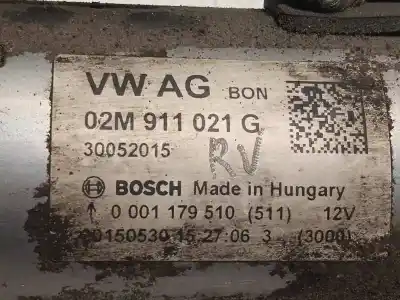 VW AG BON
02M 911 021 G
30052015
RV
BOSCH Made in Hungary
↑ 0 001 179 510 (511) 12V
20150530 15:27:06 3 (3000)